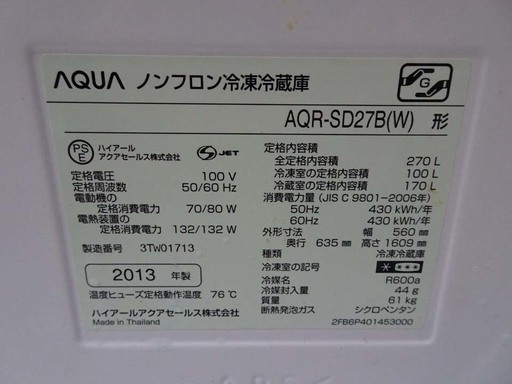 AQUA ノンフロン冷凍冷蔵庫
G
AQR-SD27B(W) 形
PS E ハイアール アクアセールス株式会社 S JET
定格電圧 100 V
定格周波数 50/60 Hz
電動機の
定格消費電力 70/80 W
電熱装置の
定格消費電力 132/132 W
製造番号 3TW01713
2013 年製
温度ヒューズ定格動作温度 76℃
ハイアールアクアセールス株式会社
Made in Thailand
定格内容積
全定格内容積 270 L
冷凍室の定格内容積 100 L
冷蔵室の定格内容積 170 L
消費電力量 (JIS C 9801-2006年)
50Hz 430 kWh/年
60Hz 430 kWh/年
外形寸法 幅 560 ㎜
奥行 635 ㎜ 高さ 1609 ㎜
種類 冷凍冷蔵庫
冷凍室の記号
冷媒名 R600a
冷媒封入量 44 g
質量 61 kg
断熱発泡ガス シクロペンタン
2FB6P401453000